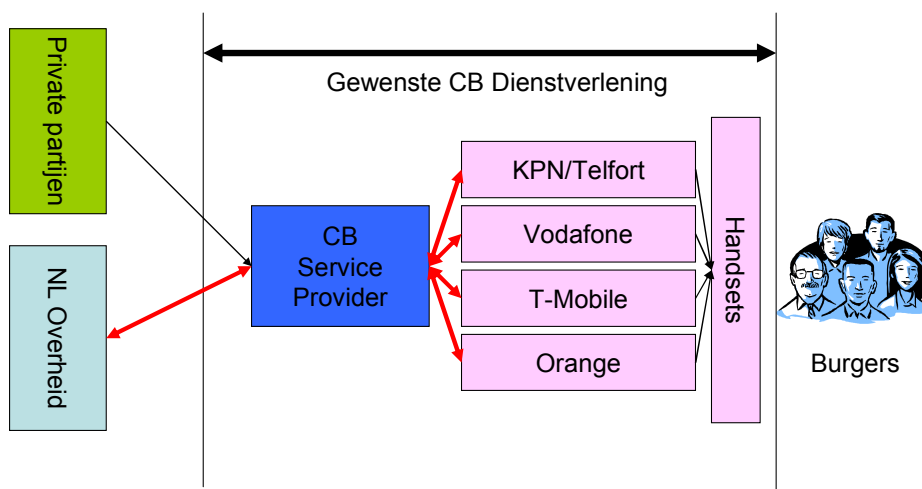 Private partijen
Gewenste CB Dienstverlening
KPN/Telfort
CB
Service
Provider
Vodafone
T-Mobile
Orange
Handsets
NL Overheid
Burgers